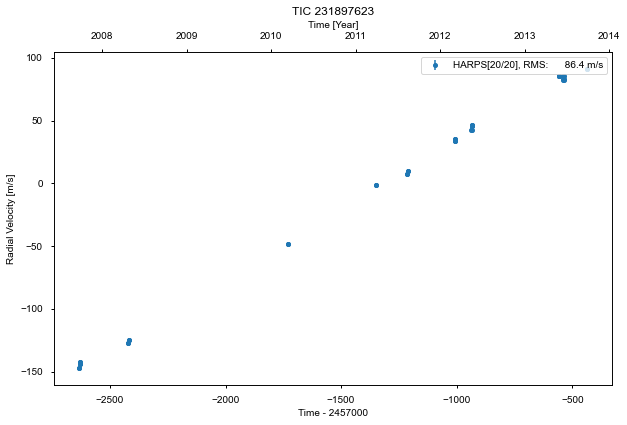 TIC 231897623
Time [Year]
2008 2009 2010 2011 2012 2013 2014
HARPS[20/20], RMS: 86.4 m/s
Radial Velocity [m/s]
100
50
0
−50
−100
−150
−2500 −2000 −1500 −1000 −500
Time - 2457000